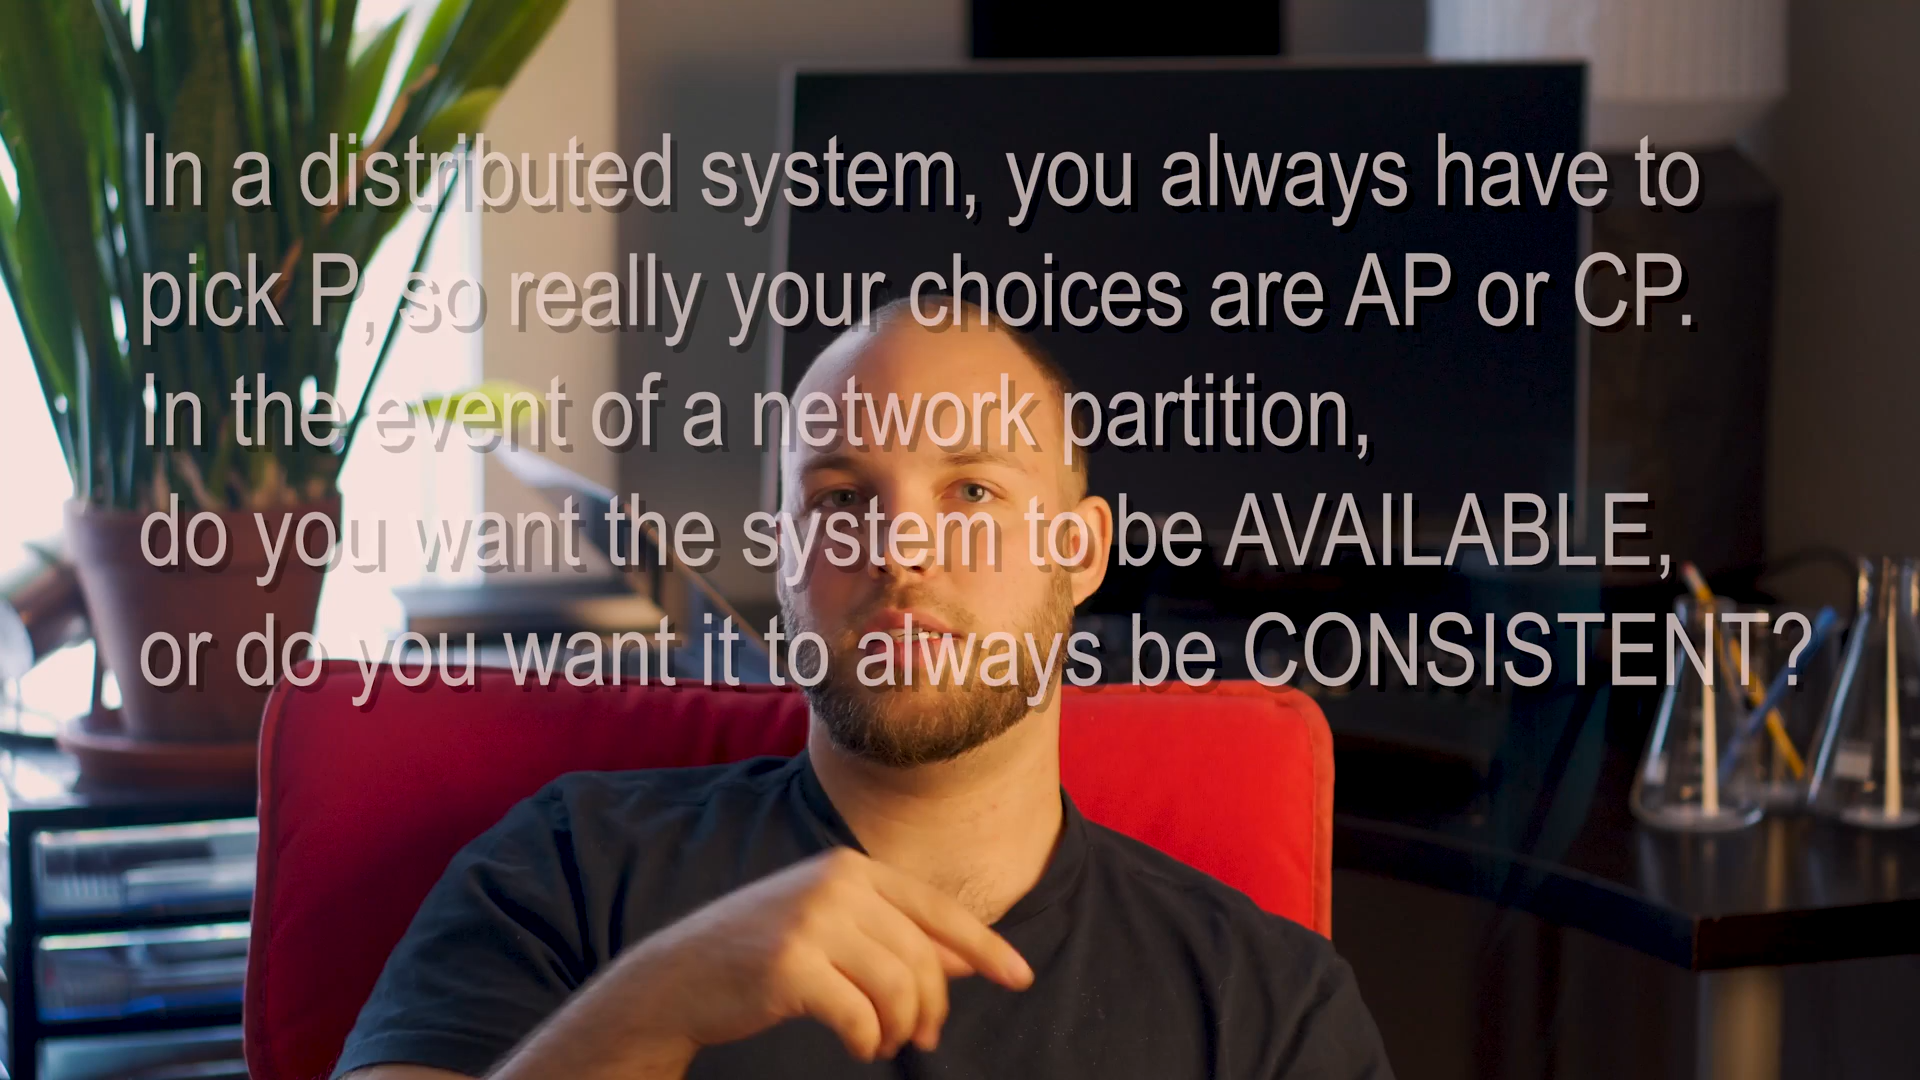 In a distributed system, you always have to
pick P, so really your choices are AP or CP.
In the event of a network partition,
do you want the system to be AVAILABLE,
or do you want it to always be CONSISTENT?